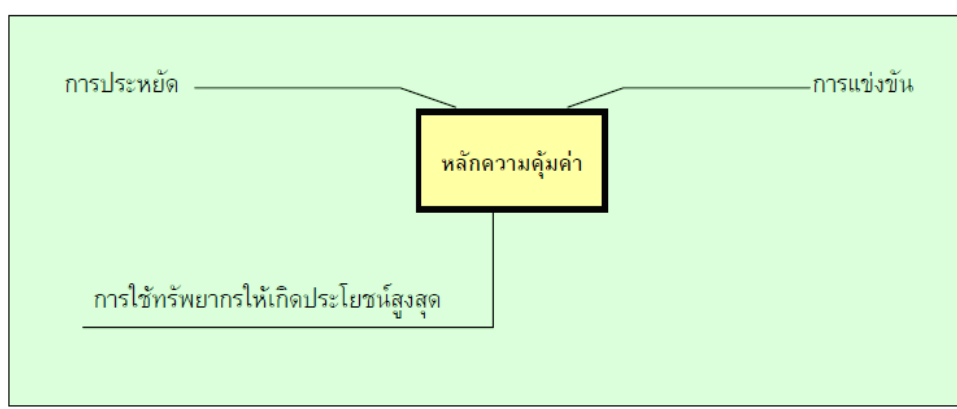 การประหยัด
การแข่งขัน
หลักความคุ้มค่า
การใช้ทรัพยากรให้เกิดประโยชน์สูงสุด